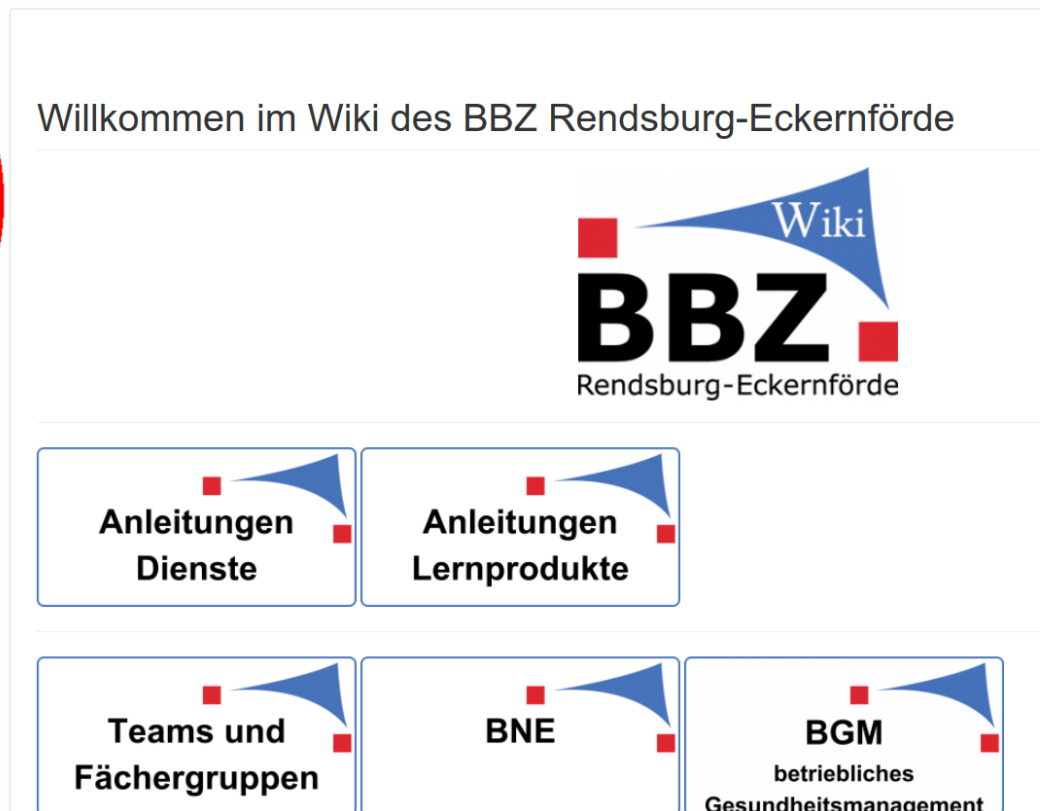 Willkommen im Wiki des BBZ Rendsburg-Eckernförde
Wiki
BBZ
Rendsburg-Eckernförde
Anleitungen
Dienste
Anleitungen
Lernprodukte
Teams und
Fächergruppen
BNE
BGM
betriebliches
Gesundheitsmanagement